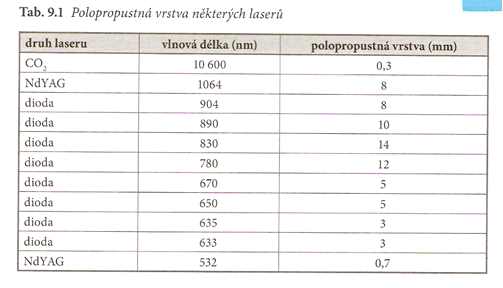 Tab. 9.1 Polopropustná vrstva některých laserů
druh laseru vlnová délka (nm) polopropustná vrstva (mm)
CO₂ 10 600 0,3
NdYAG 1064 8
dioda 904 8
dioda 890 10
dioda 830 14
dioda 780 12
dioda 670 5
dioda 650 5
dioda 635 3
dioda 633 3
NdYAG 532 0,7